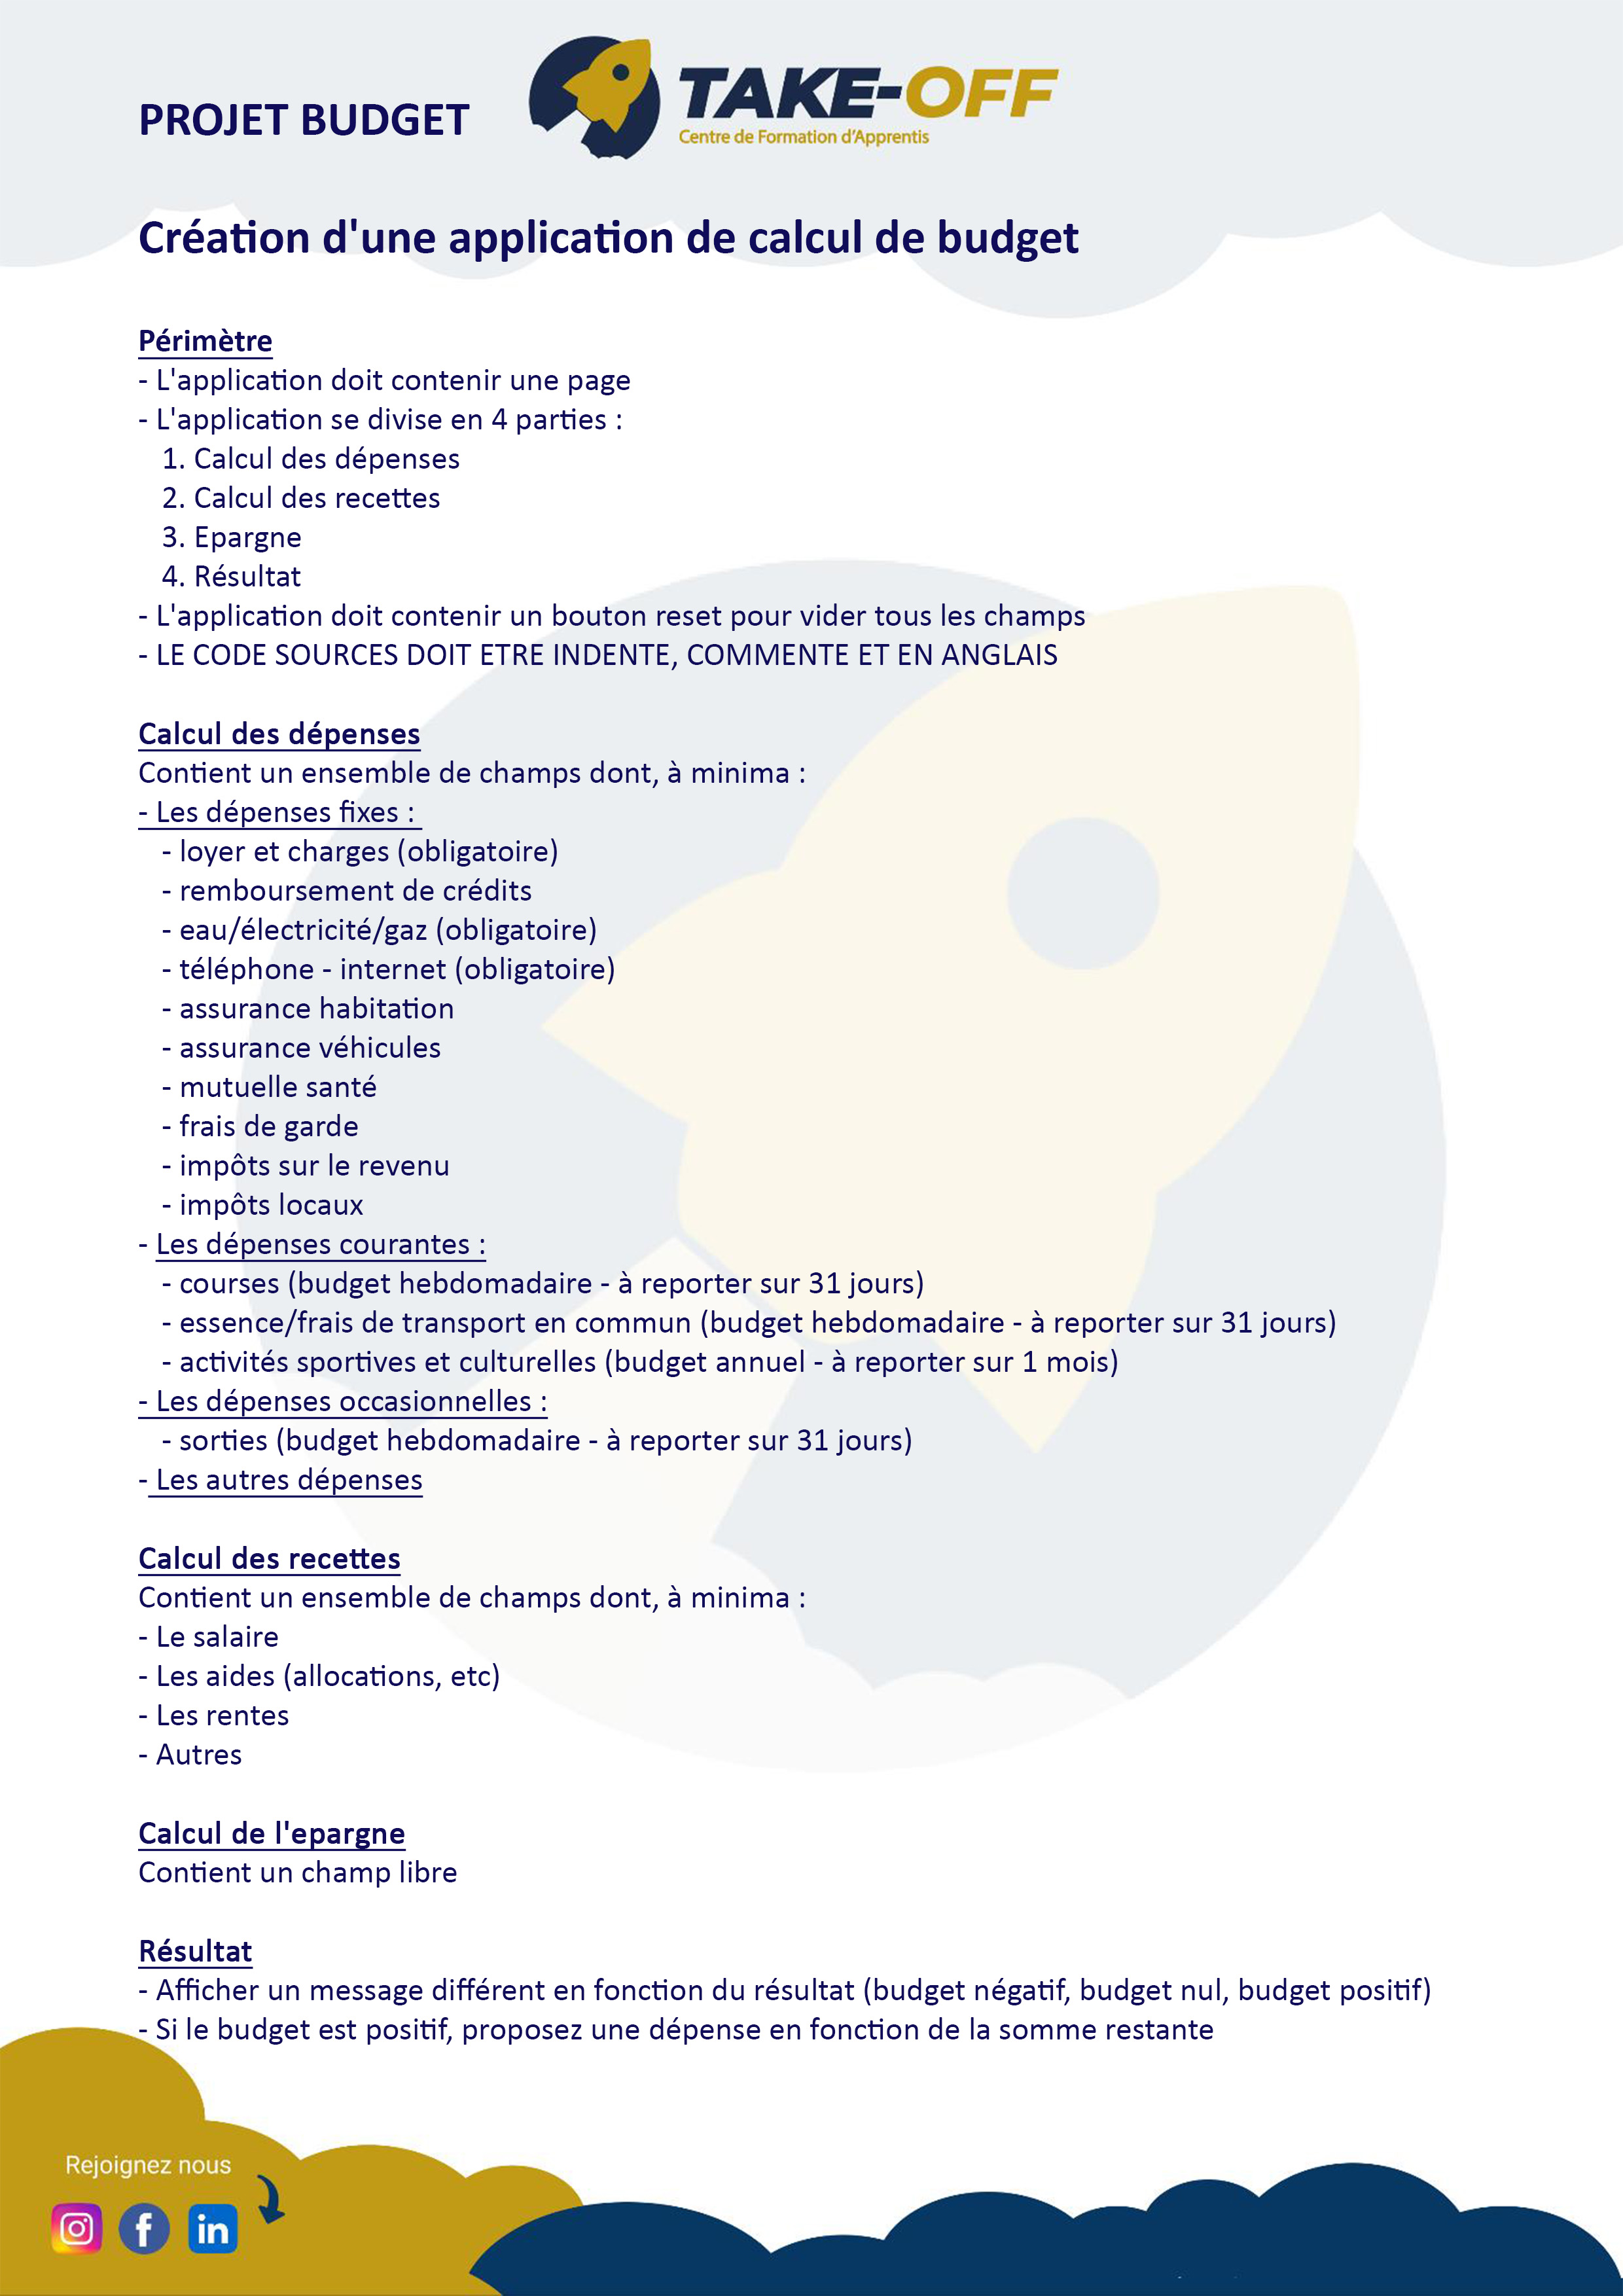 PROJET BUDGET
TAKE-OFF
Centre de Formation d'Apprentis
Création d'une application de calcul de budget
Périmètre
- L'application doit contenir une page
- L'application se divise en 4 parties :
1. Calcul des dépenses
2. Calcul des recettes
3. Epargne
4. Résultat
- L'application doit contenir un bouton reset pour vider tous les champs
- LE CODE SOURCES DOIT ETRE INDENTE, COMMENTE ET EN ANGLAIS
Calcul des dépenses
Contient un ensemble de champs dont, à minima :
- Les dépenses fixes :
- loyer et charges (obligatoire)
- remboursement de crédits
- eau/électricité/gaz (obligatoire)
- téléphone - internet (obligatoire)
- assurance habitation
- assurance véhicules
- mutuelle santé
- frais de garde
- impôts sur le revenu
- impôts locaux
- Les dépenses courantes :
- courses (budget hebdomadaire - à reporter sur 31 jours)
- essence/frais de transport en commun (budget hebdomadaire - à reporter sur 31 jours)
- activités sportives et culturelles (budget annuel - à reporter sur 1 mois)
- Les dépenses occasionnelles :
- sorties (budget hebdomadaire - à reporter sur 31 jours)
- Les autres dépenses
Calcul des recettes
Contient un ensemble de champs dont, à minima :
- Le salaire
- Les aides (allocations, etc)
- Les rentes
- Autres
Calcul de l'epargne
Contient un champ libre
Résultat
- Afficher un message différent en fonction du résultat (budget négatif, budget nul, budget positif)
- Si le budget est positif, proposez une dépense en fonction de la somme restante
Rejoignez nous